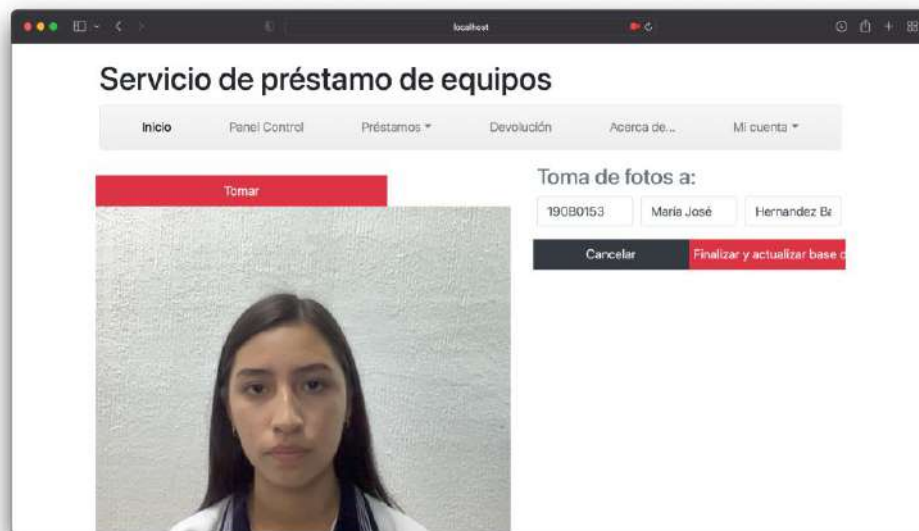 localhost
Servicio de préstamo de equipos
Inicio Panel Control Préstamos Devolución Acerca de... Mi cuenta
Tomar
Toma de fotos a:
190B0153 María José Hernandez Ba
Cancelar Finalizar y actualizar base d